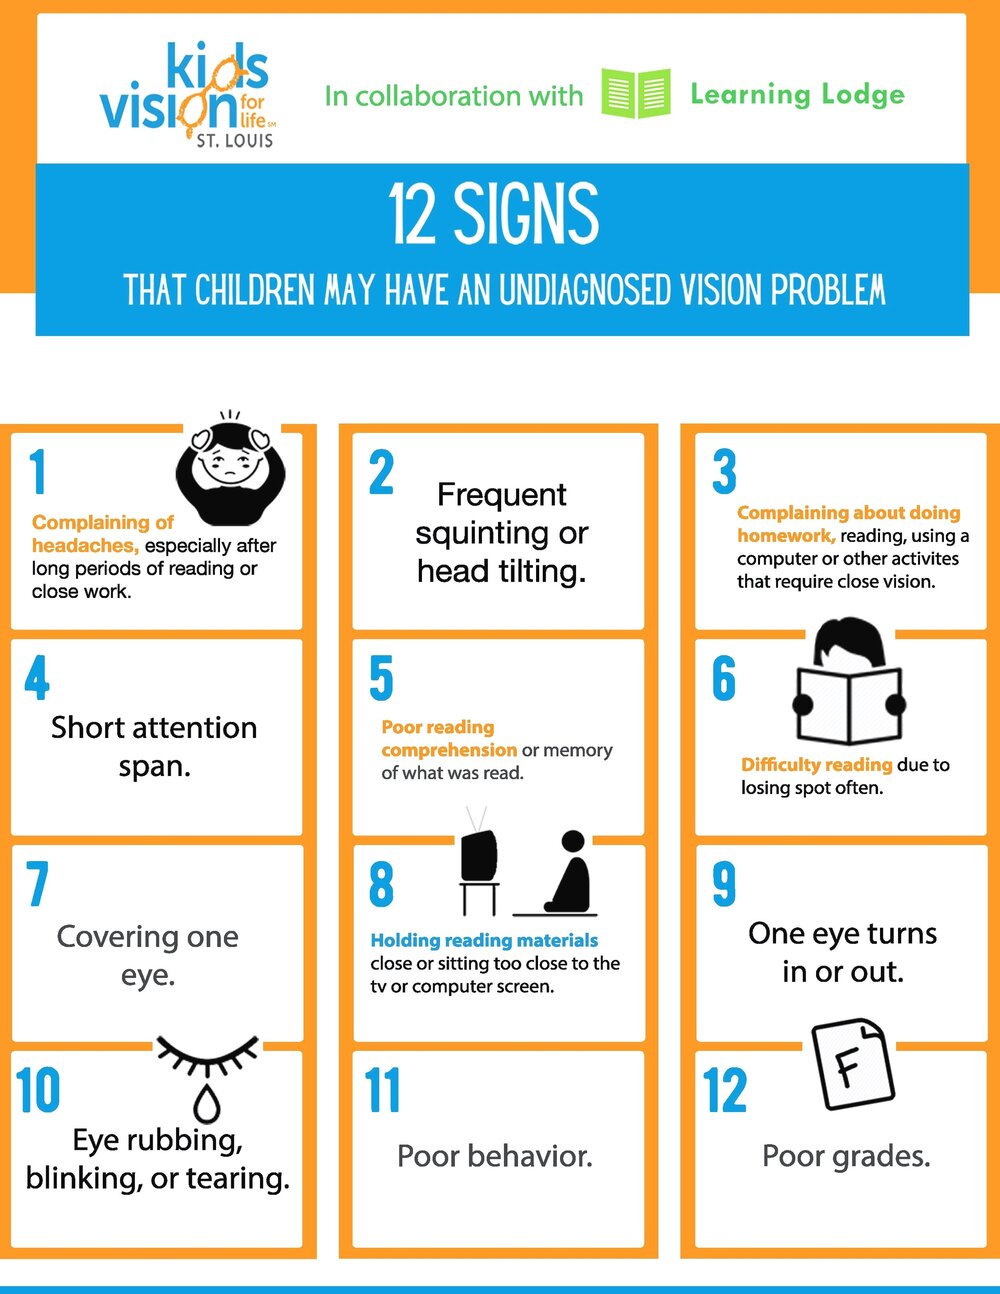 kids
vision for life℠
ST. LOUIS
In collaboration with Learning Lodge
12 SIGNS
THAT CHILDREN MAY HAVE AN UNDIAGNOSED VISION PROBLEM
1
Complaining of
headaches, especially after
long periods of reading or
close work.
2
Frequent
squinting or
head tilting.
3
Complaining about doing
homework, reading, using a
computer or other activites
that require close vision.
4
Short attention
span.
5
Poor reading
comprehension or memory
of what was read.
6
Difficulty reading due to
losing spot often.
7
Covering one
eye.
8
Holding reading materials
close or sitting too close to the
tv or computer screen.
9
One eye turns
in or out.
10
Eye rubbing,
blinking, or tearing.
11
Poor behavior.
12
F
Poor grades.